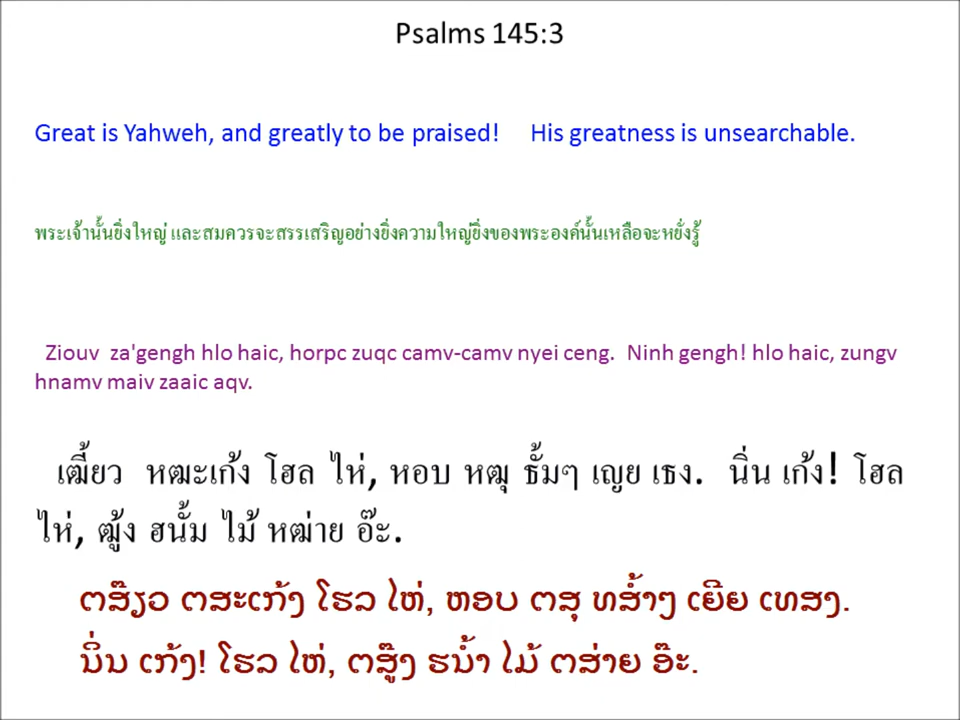 Psalms 145:3
Great is Yahweh, and greatly to be praised! His greatness is unsearchable.
พระเจ้านั้นยิ่งใหญ่ และสมควรจะสรรเสริญอย่างยิ่งความใหญ่ยิ่งของพระองค์นั้นเหลือจะหยั่งรู้
Ziouv za'gengh hlo haic, horpc zuqc camv-camv nyei ceng. Ninh gengh! hlo haic, zungv
hnamv maiv zaaic aqv.
เฒี้ยว หฒะเก้ง โฮล ไห่, หอบ หฒุ ธั้มๆ เญย เธง. นิ่น เก้ง! โฮล
ไห่, ฒู้ง ฮนั้ม ไม้ หฒ่าย อ๊ะ.
ຕສ໊ຽວ ຕສະເກ້ງ ໂຮລ ໄຫ່, ຫອບ ຕສຸ ທສ້ຳໆ ເຍີຍ ເທສງ.
ນິ່ນ ເກ້ງ! ໂຮລ ໄຫ່, ຕສູ໊ງ ຮນ້ຳ ໄມ້ ຕສ່າຍ ອ໊ະ.